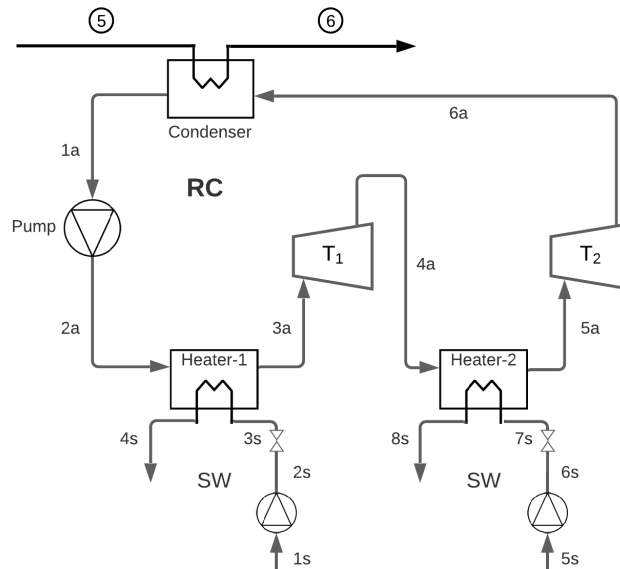 5
6
Condenser
6a
1a
RC
Pump
T1
4a
T2
2a
3a
5a
Heater-1
Heater-2
4s
3s
8s
7s
SW
2s
SW
6s
1s
5s